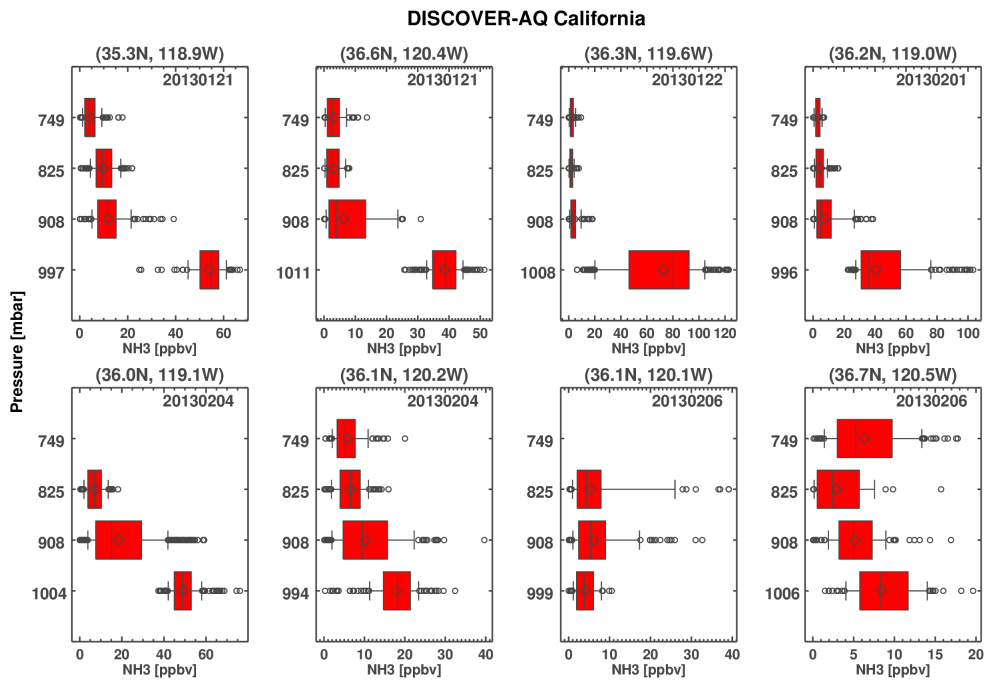 DISCOVER-AQ California
(35.3N, 118.9W) (36.6N, 120.4W) (36.3N, 119.6W) (36.2N, 119.0W)
20130121 20130121 20130122 20130201
749 749 749 749
825 825 825 825
908 908 908 908
997 1011 1008 996
0 20 40 60 0 10 20 30 40 50 0 20 40 60 80 100 120 0 20 40 60 80 100
NH3 [ppbv] NH3 [ppbv] NH3 [ppbv] NH3 [ppbv]
Pressure [mbar]
(36.0N, 119.1W) (36.1N, 120.2W) (36.1N, 120.1W) (36.7N, 120.5W)
20130204 20130204 20130206 20130206
749 749 749 749
825 825 825 825
908 908 908 908
1004 994 999 1006
0 20 40 60 0 10 20 30 40 0 10 20 30 40 0 5 10 15 20
NH3 [ppbv] NH3 [ppbv] NH3 [ppbv] NH3 [ppbv]